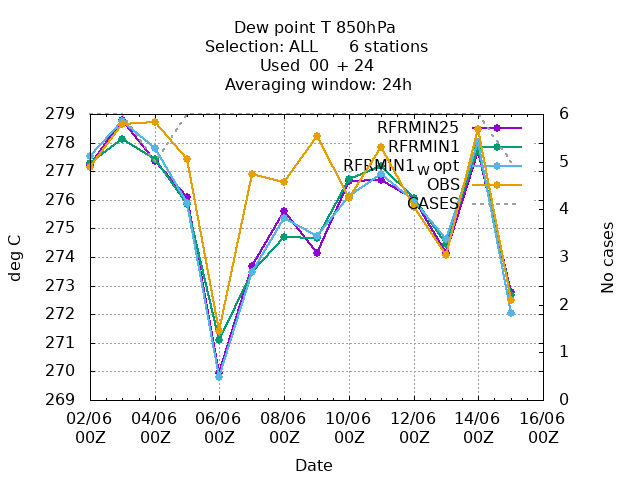 Dew point T 850hPa
Selection: ALL 6 stations
Used 00 + 24
Averaging window: 24h
279
278
277
276
275
274
273
272
271
270
269
6
5
4
3
2
1
0
RFRMIN25
RFRMIN1
RFRMIN1_w opt
OBS
CASES
deg C
No cases
02/06 04/06 06/06 08/06 10/06 12/06 14/06 16/06
00Z 00Z 00Z 00Z 00Z 00Z 00Z 00Z
Date